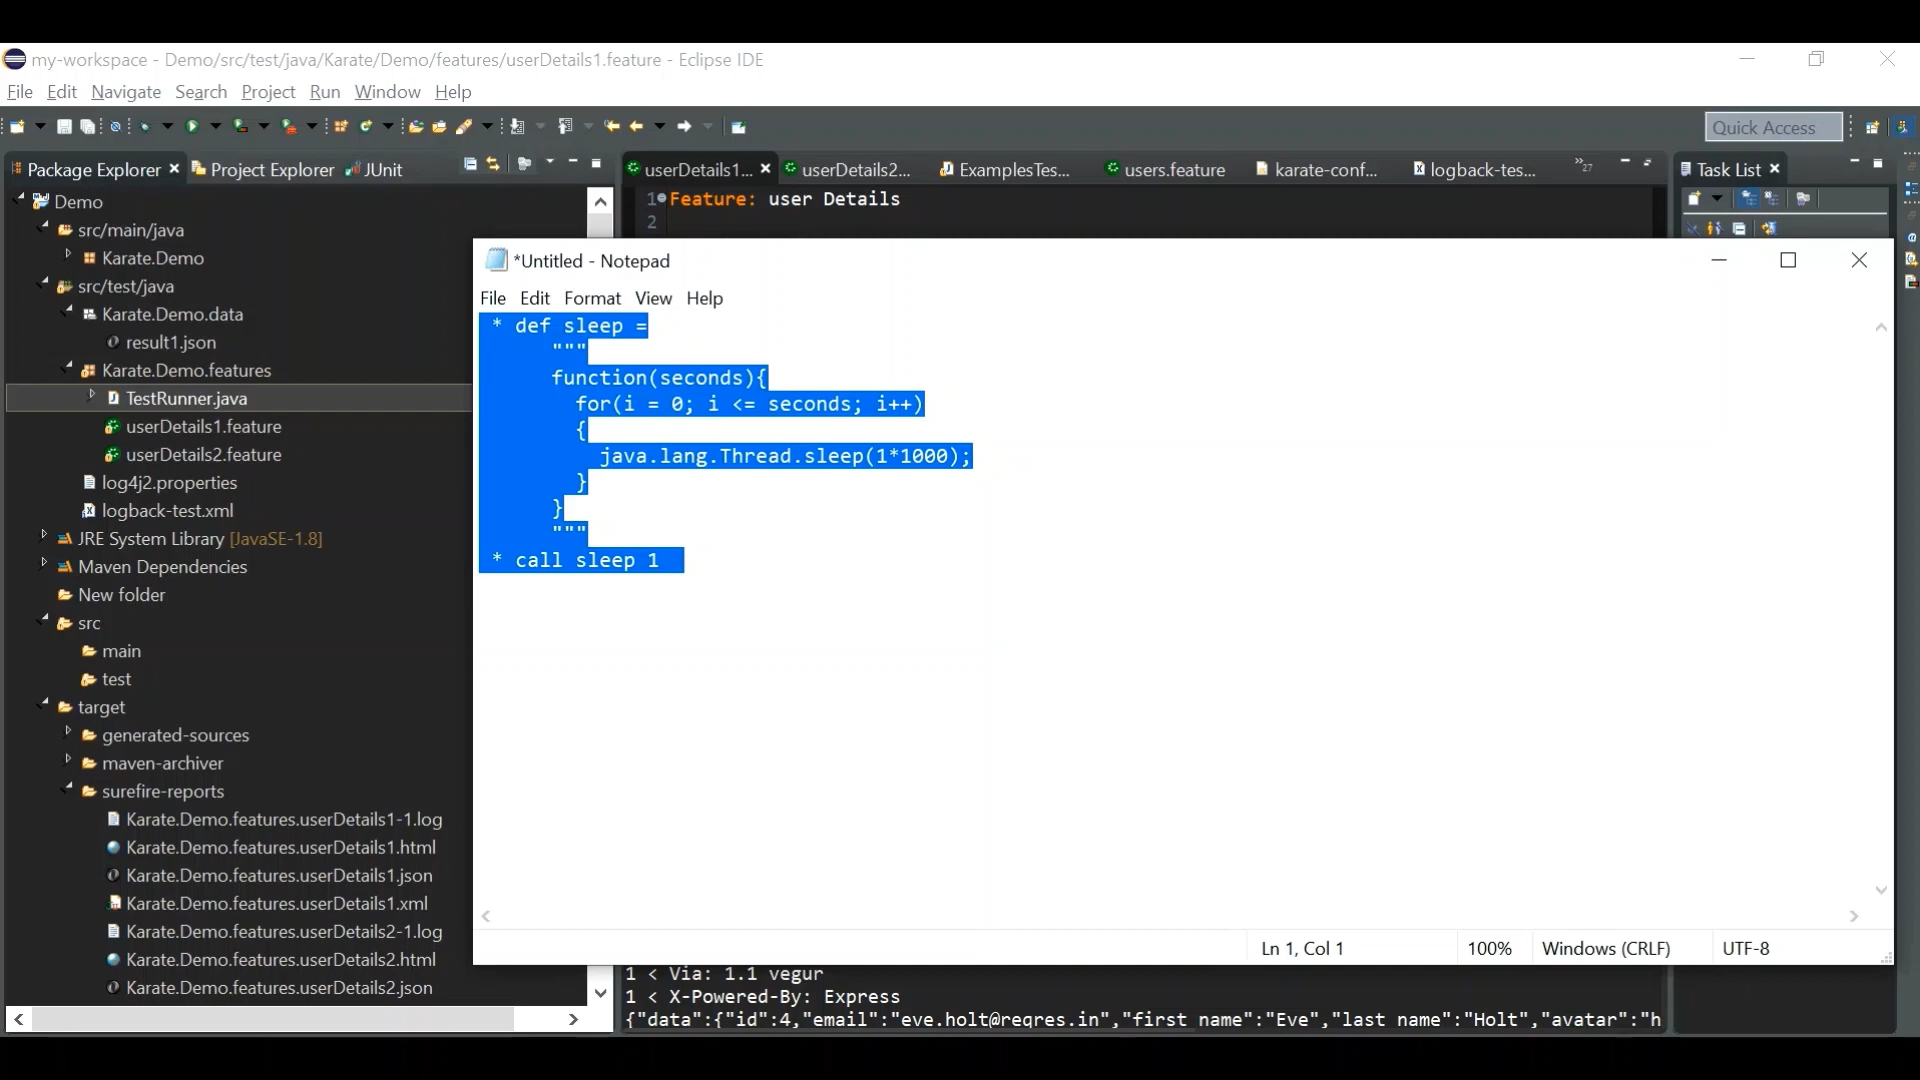 my-workspace - Demo/src/test/java/Karate/Demo/features/userDetails1.feature - Eclipse IDE
File Edit Navigate Search Project Run Window Help
Quick Access
Package Explorer Project Explorer JUnit
userDetails1... userDetails2... ExamplesTes... users.feature karate-conf... logback-tes... 27
Task List
Demo
src/main/java
Karate.Demo
src/test/java
Karate.Demo.data
result1.json
Karate.Demo.features
TestRunner.java
userDetails1.feature
userDetails2.feature
log4j2.properties
logback-test.xml
JRE System Library [JavaSE-1.8]
Maven Dependencies
New folder
src
main
test
target
generated-sources
maven-archiver
surefire-reports
Karate.Demo.features.userDetails1-1.log
Karate.Demo.features.userDetails1.html
Karate.Demo.features.userDetails1.json
Karate.Demo.features.userDetails1.xml
Karate.Demo.features.userDetails2-1.log
Karate.Demo.features.userDetails2.html
Karate.Demo.features.userDetails2.json
1 Feature: user Details
2
*Untitled - Notepad
File Edit Format View Help
* def sleep =
"""
function(seconds){
for(i = 0; i <= seconds; i++)
{
java.lang.Thread.sleep(1*1000);
}
}
"""
* call sleep 1
Ln 1, Col 1 100% Windows (CRLF) UTF-8
1 < Via: 1.1 vegur
1 < X-Powered-By: Express
{"data":{"id":4,"email":"eve.holt@reqres.in","first_name":"Eve","last_name":"Holt","avatar":"h